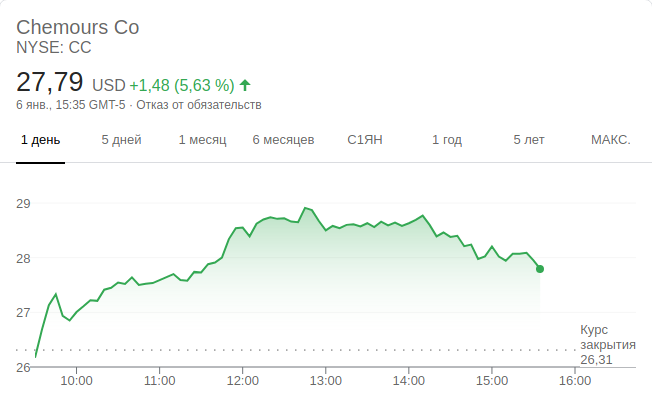 Chemours Co
NYSE: CC
27,79 USD +1,48 (5,63 %)
6 янв., 15:35 GMT-5 · Отказ от обязательств
1 день 5 дней 1 месяц 6 месяцев С1ЯН 1 год 5 лет МАКС.
29
28
27
26
Курс
закрытия
26,31
10:00 11:00 12:00 13:00 14:00 15:00 16:00